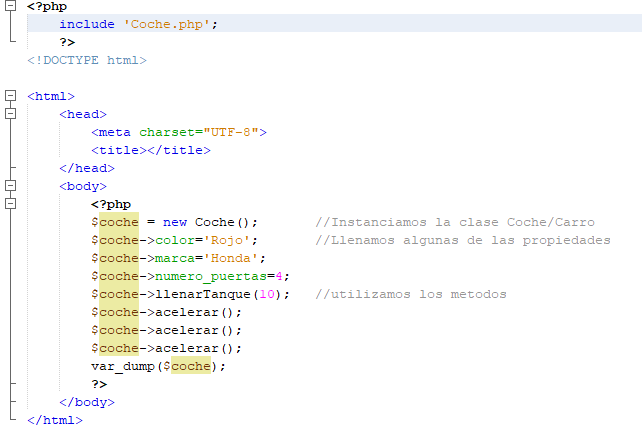 <?php
include 'Coche.php';
?>
<!DOCTYPE html>
<html>
<head>
<meta charset="UTF-8">
<title></title>
</head>
<body>
<?php
$coche = new Coche(); //Instanciamos la clase Coche/Carro
$coche->color='Rojo'; //Llenamos algunas de las propiedades
$coche->marca='Honda';
$coche->numero_puertas=4;
$coche->llenarTanque(10); //utilizamos los metodos
$coche->acelerar();
$coche->acelerar();
$coche->acelerar();
var_dump($coche);
?>
</body>
</html>